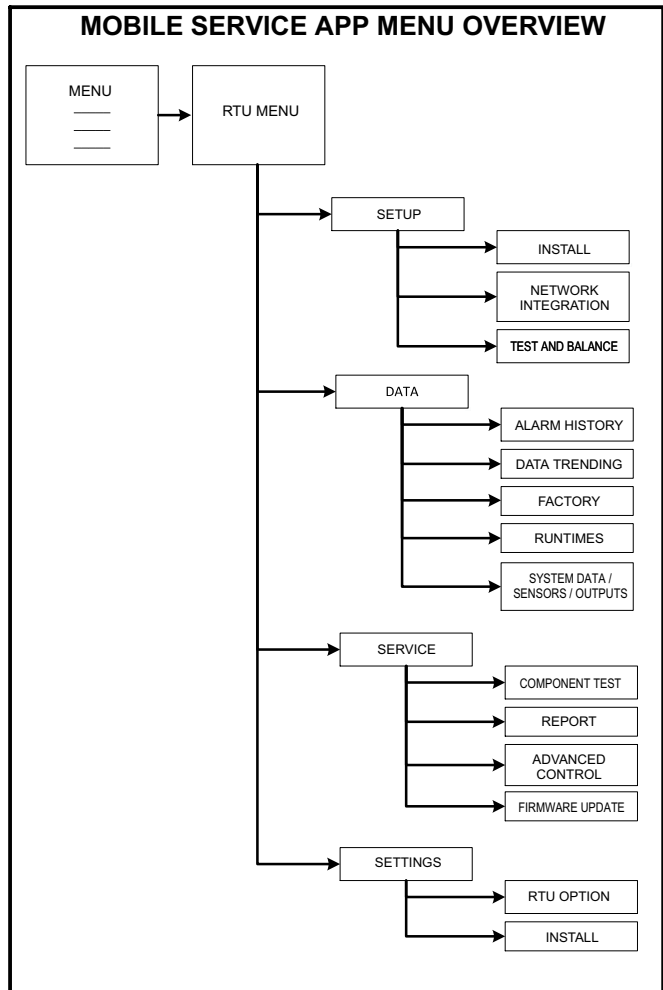 MOBILE SERVICE APP MENU OVERVIEW
MENU
RTU MENU
SETUP
INSTALL
NETWORK
INTEGRATION
TEST AND BALANCE
DATA
ALARM HISTORY
DATA TRENDING
FACTORY
RUNTIMES
SYSTEM DATA /
SENSORS / OUTPUTS
SERVICE
COMPONENT TEST
REPORT
ADVANCED
CONTROL
FIRMWARE UPDATE
SETTINGS
RTU OPTION
INSTALL